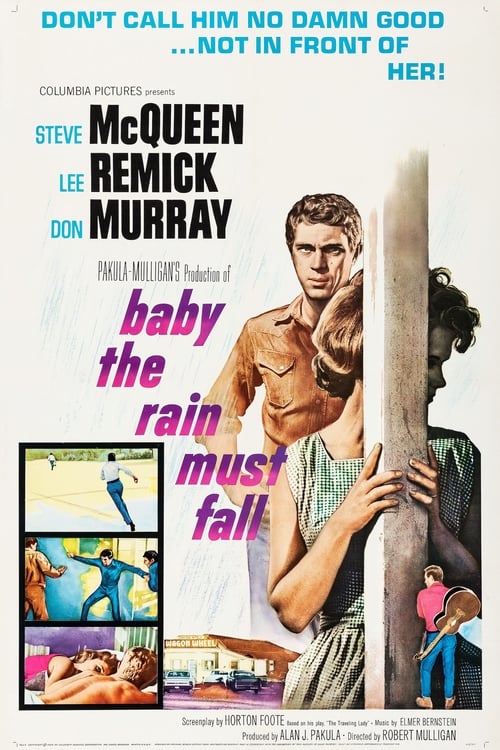 DON'T CALL HIM NO DAMN GOOD
...NOT IN FRONT OF
HER!
COLUMBIA PICTURES presents
STEVE McQUEEN
LEE REMICK
DON MURRAY
PAKULA-MULLIGAN'S Production of
baby
the
rain
must
fall
WAGON WHEEL
Screenplay by HORTON FOOTE Based on his play, "The Traveling Lady" • Music by ELMER BERNSTEIN
Produced by ALAN J. PAKULA • Directed by ROBERT MULLIGAN